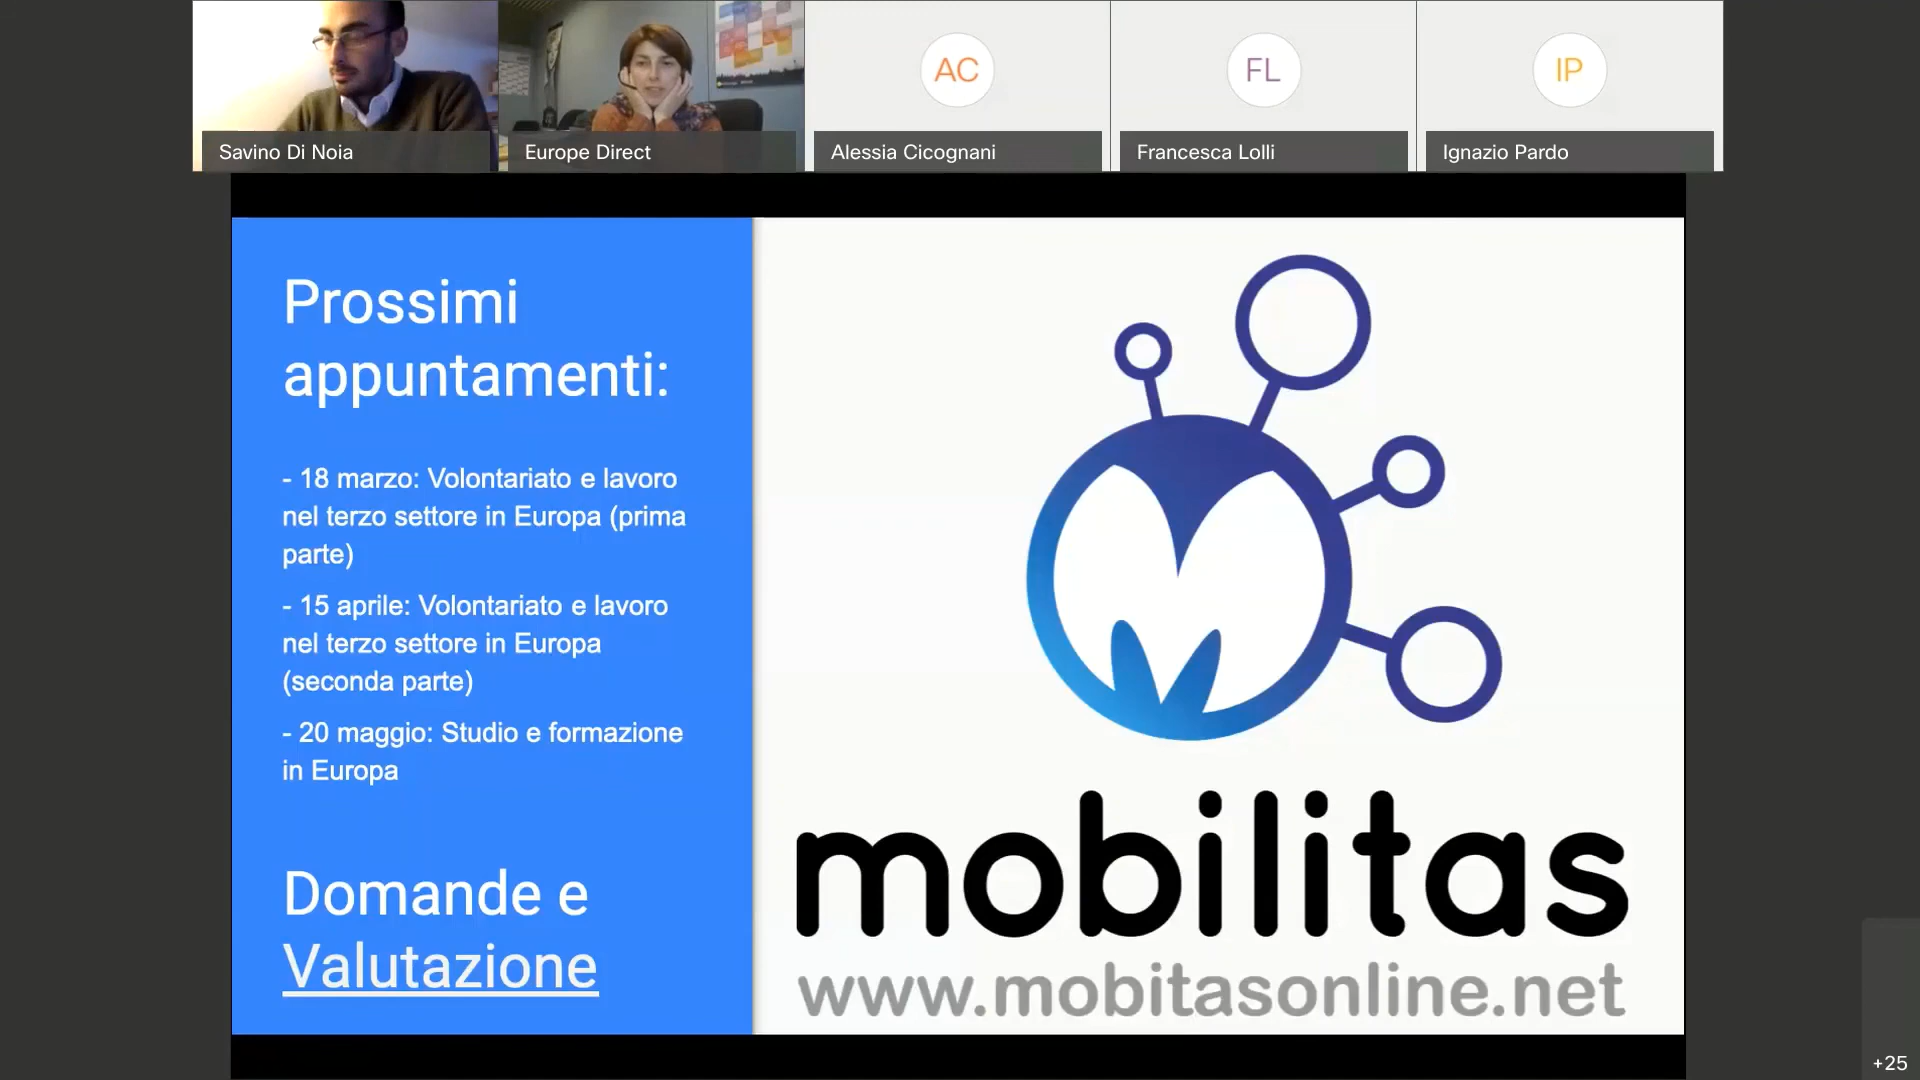 Savino Di Noia
Europe Direct
AC
Alessia Cicognani
FL
Francesca Lolli
IP
Ignazio Pardo
Prossimi
appuntamenti:
- 18 marzo: Volontariato e lavoro
nel terzo settore in Europa (prima
parte)
- 15 aprile: Volontariato e lavoro
nel terzo settore in Europa
(seconda parte)
- 20 maggio: Studio e formazione
in Europa
Domande e
Valutazione
mobilitas
www.mobitasonline.net
+25